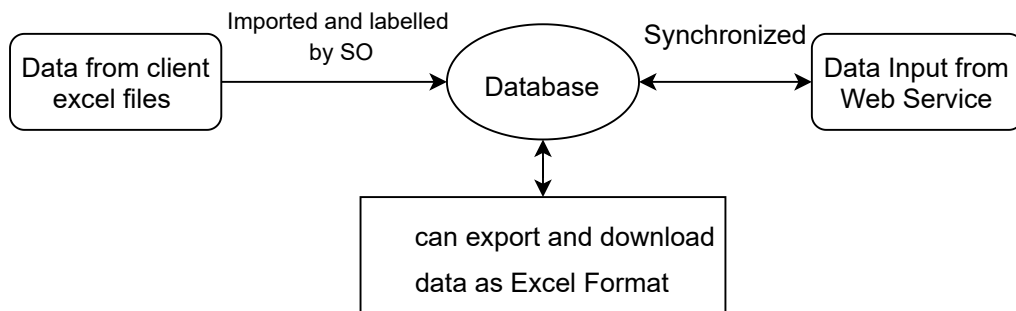 Imported and labelled
by SO
Synchronized
Data from client
excel files
Database
Data Input from
Web Service
can export and download
data as Excel Format